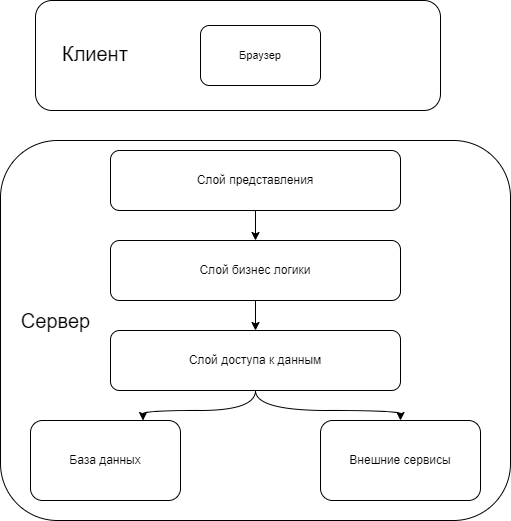 Клиент
Браузер
Слой представления
Слой бизнес логики
Сервер
Слой доступа к данным
База данных
Внешние сервисы